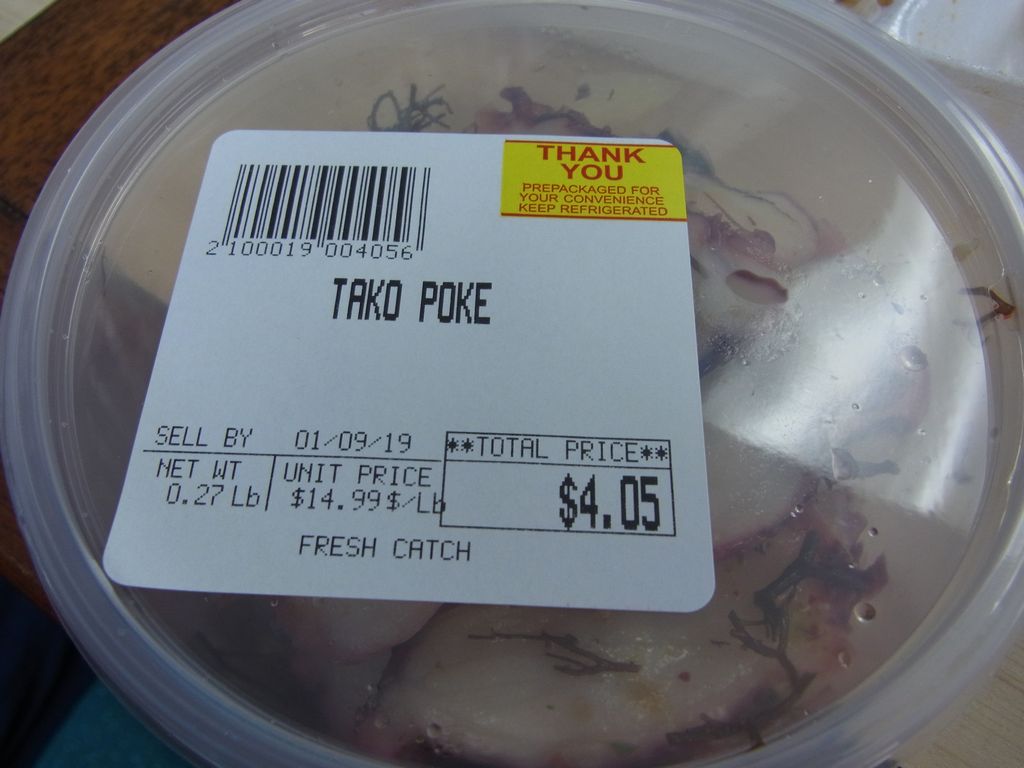 THANK
YOU
PREPACKAGED FOR
YOUR CONVENIENCE
KEEP REFRIGERATED
2 100019 004056
TAKO POKE
SELL BY 01/09/19
**TOTAL PRICE**
NET WT UNIT PRICE
0.27 Lb $14.99$/Lb
$4.05
FRESH CATCH